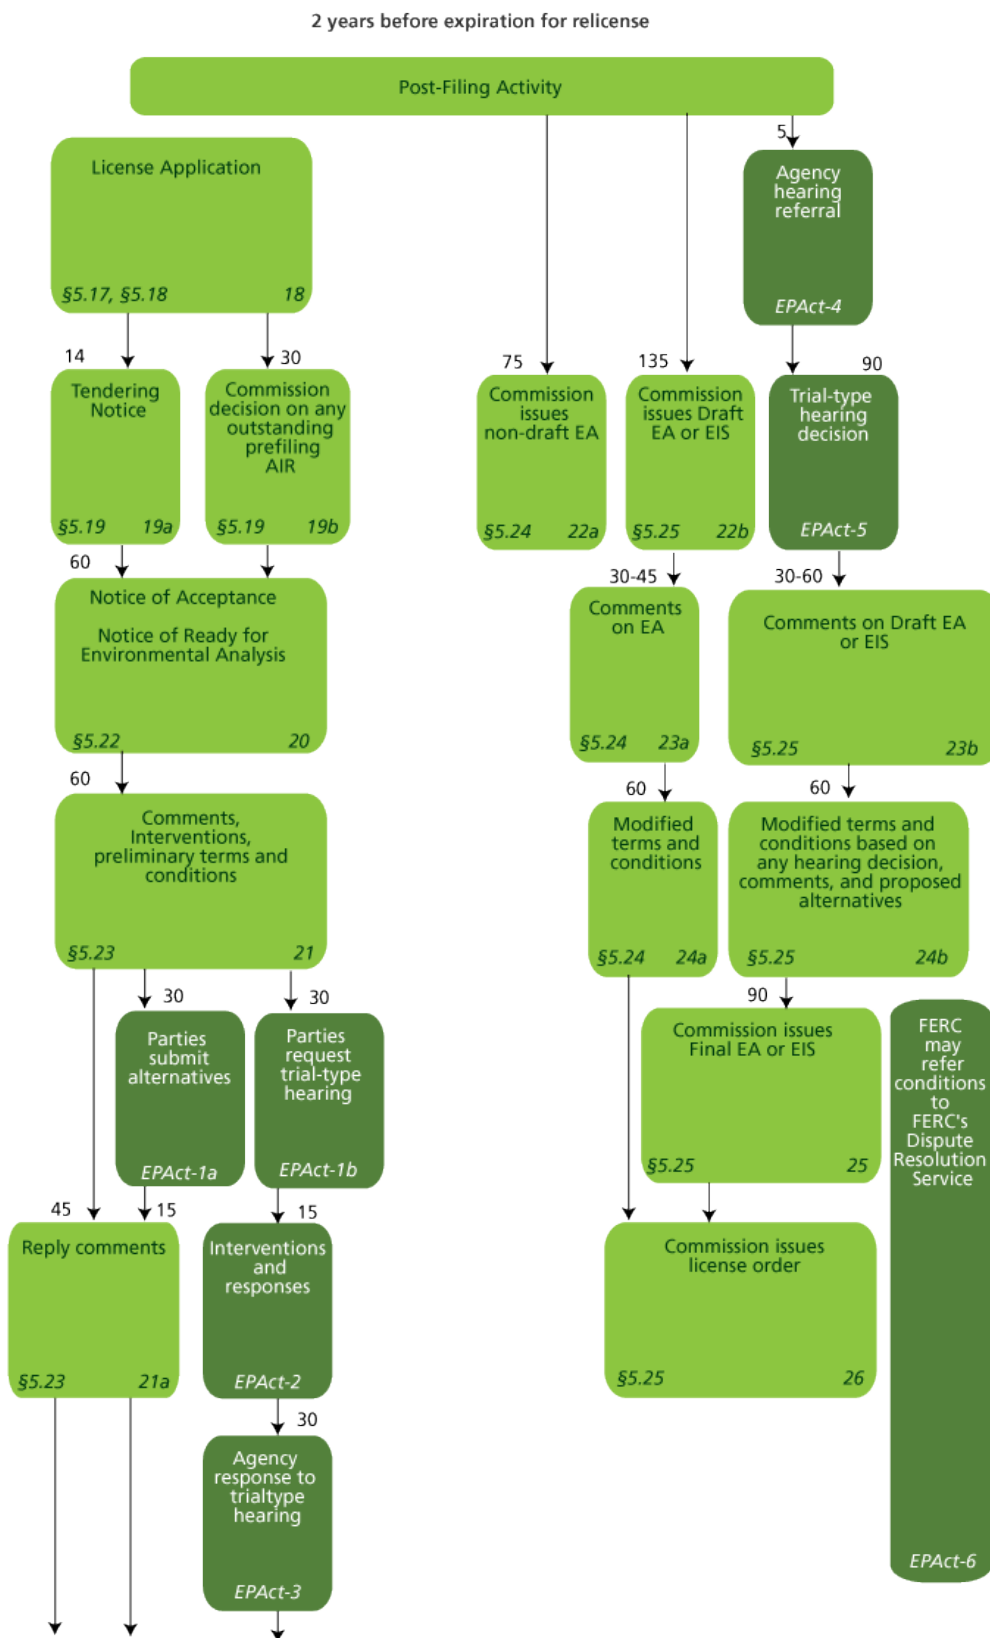 2 years before expiration for relicense
Post-Filing Activity
License Application
§5.17, §5.18 18
14
Tendering
Notice
§5.19 19a
30
Commission
decision on any
outstanding
prefiling
AIR
§5.19 19b
60
Notice of Acceptance
Notice of Ready for
Environmental Analysis
§5.22 20
60
Comments,
Interventions,
preliminary terms and
conditions
§5.23 21
30
Parties
submit
alternatives
EPAct-1a
30
Parties
request
trial-type
hearing
EPAct-1b
45
15
Reply comments
§5.23 21a
15
Interventions
and
responses
EPAct-2
30
Agency
response to
trialtype
hearing
EPAct-3
75
Commission
issues
non-draft EA
§5.24 22a
135
Commission
issues Draft
EA or EIS
§5.25 22b
5
Agency
hearing
referral
EPAct-4
90
Trial-type
hearing
decision
EPAct-5
30-45
Comments
on EA
§5.24 23a
30-60
Comments on Draft EA
or EIS
§5.25 23b
60
Modified
terms and
conditions
§5.24 24a
60
Modified terms and
conditions based on
any hearing decision,
comments, and proposed
alternatives
§5.25 24b
90
Commission issues
Final EA or EIS
§5.25 25
Commission issues
license order
§5.25 26
FERC
may
refer
conditions
to
FERC's
Dispute
Resolution
Service
EPAct-6